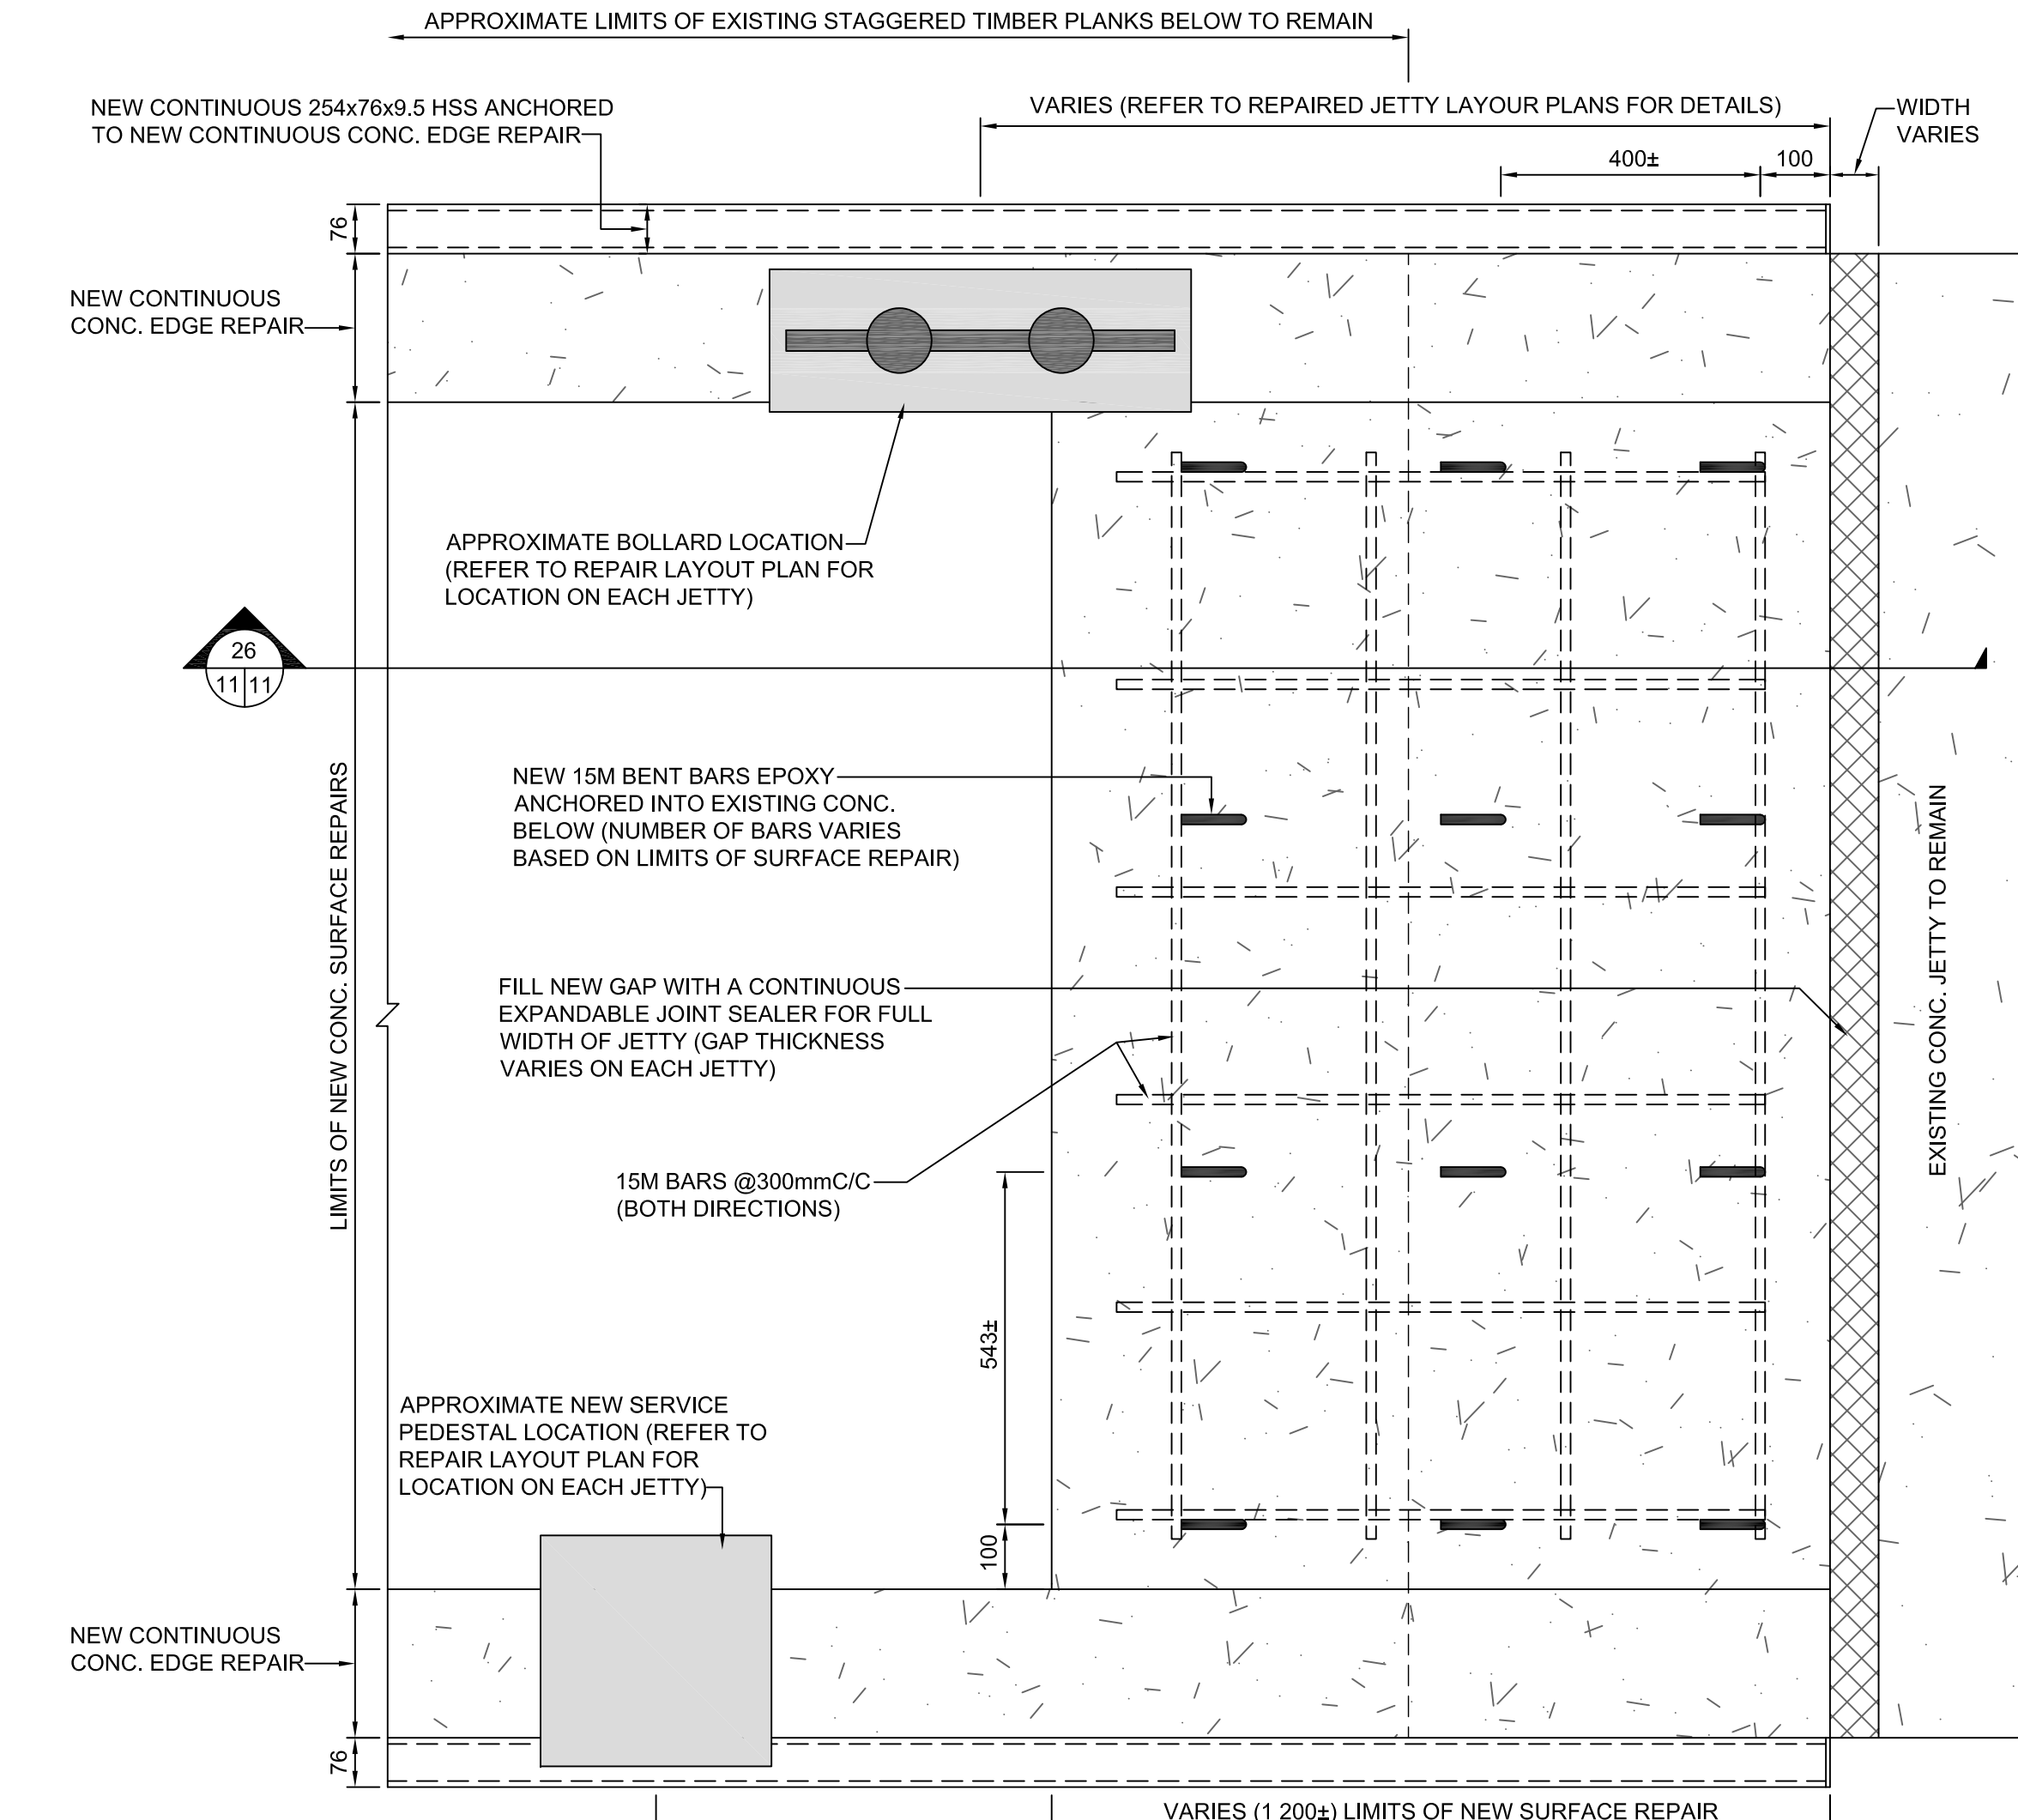 APPROXIMATE LIMITS OF EXISTING STAGGERED TIMBER PLANKS BELOW TO REMAIN
NEW CONTINUOUS 254x76x9.5 HSS ANCHORED
TO NEW CONTINUOUS CONC. EDGE REPAIR
VARIES (REFER TO REPAIRED JETTY LAYOUR PLANS FOR DETAILS)
WIDTH
VARIES
400±
100
76
NEW CONTINUOUS
CONC. EDGE REPAIR
APPROXIMATE BOLLARD LOCATION
(REFER TO REPAIR LAYOUT PLAN FOR
LOCATION ON EACH JETTY)
26
11
11
LIMITS OF NEW CONC. SURFACE REPAIRS
NEW 15M BENT BARS EPOXY
ANCHORED INTO EXISTING CONC.
BELOW (NUMBER OF BARS VARIES
BASED ON LIMITS OF SURFACE REPAIR)
EXISTING CONC. JETTY TO REMAIN
FILL NEW GAP WITH A CONTINUOUS
EXPANDABLE JOINT SEALER FOR FULL
WIDTH OF JETTY (GAP THICKNESS
VARIES ON EACH JETTY)
15M BARS @300mmC/C
(BOTH DIRECTIONS)
543±
100
APPROXIMATE NEW SERVICE
PEDESTAL LOCATION (REFER TO
REPAIR LAYOUT PLAN FOR
LOCATION ON EACH JETTY)
NEW CONTINUOUS
CONC. EDGE REPAIR
76
VARIES (1 200±) LIMITS OF NEW SURFACE REPAIR